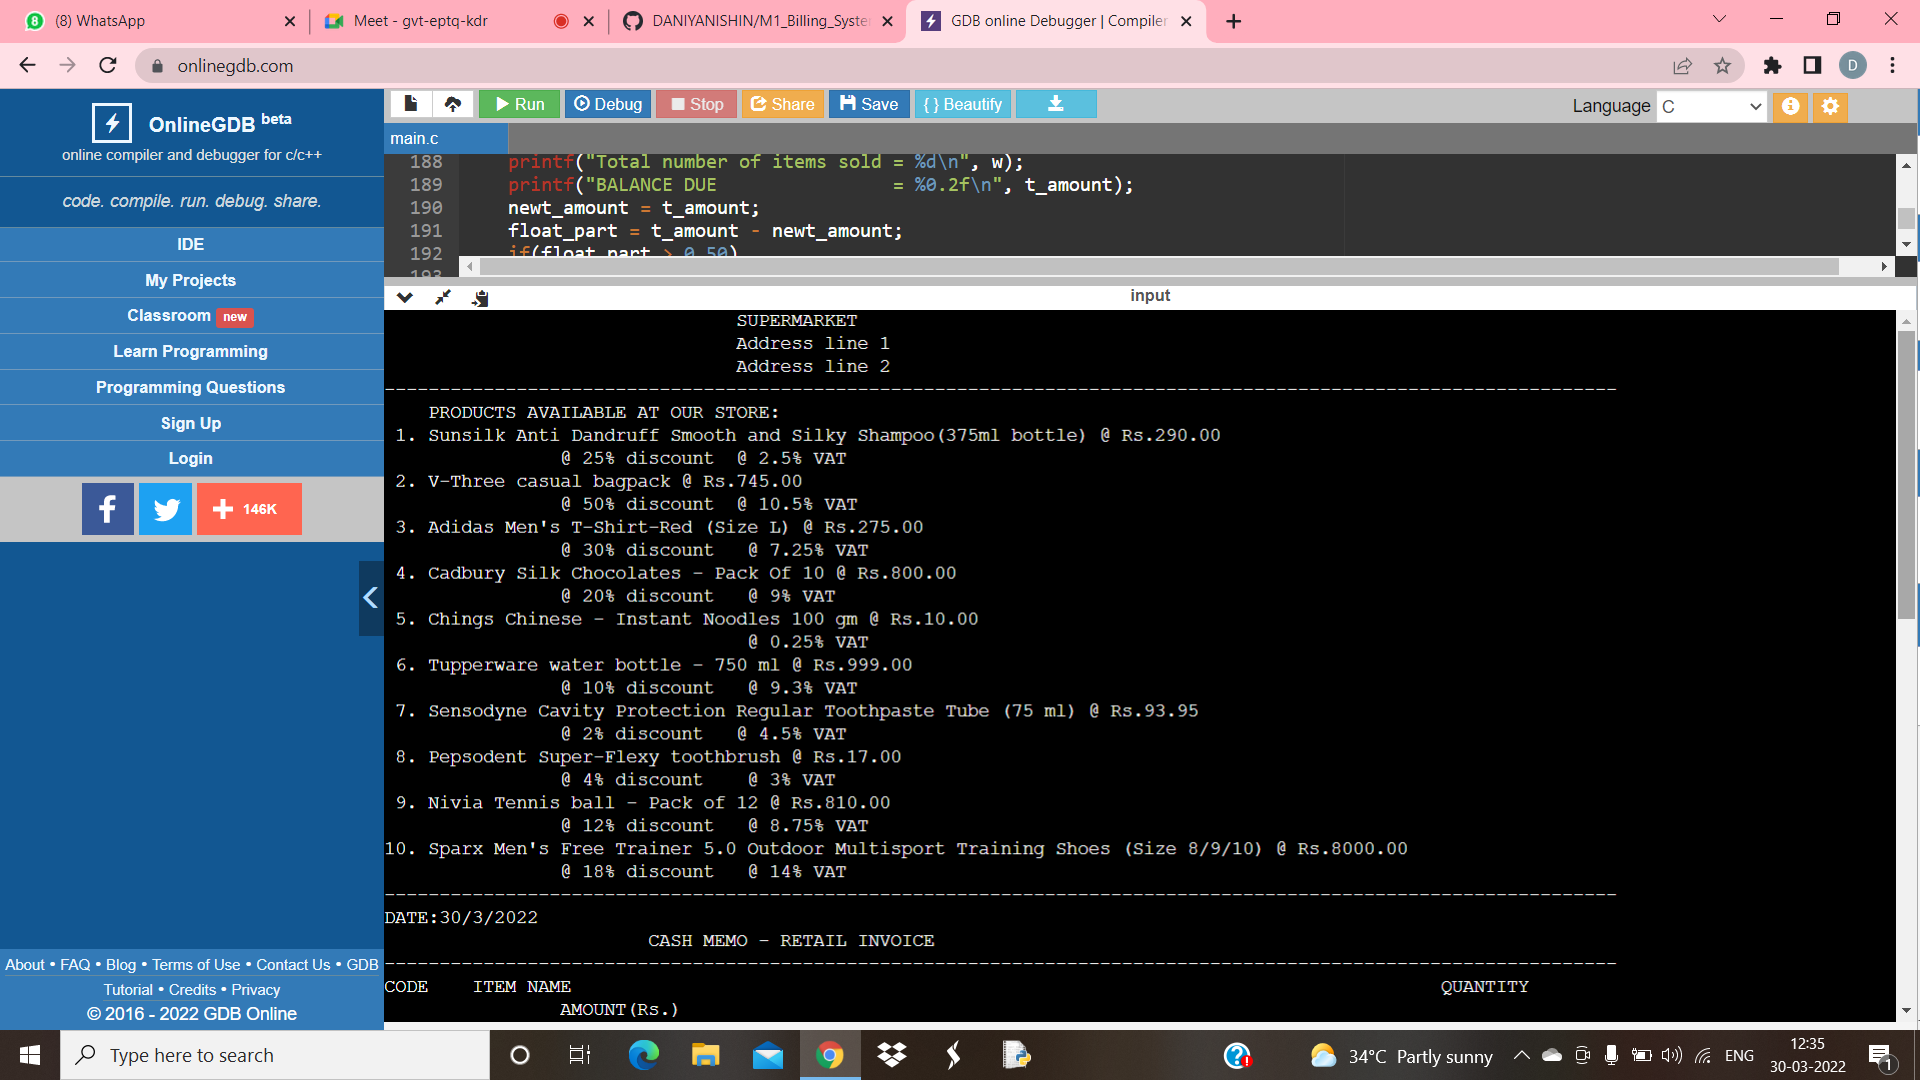 (8) WhatsApp
Meet - gvt-eptq-kdr
DANIYANISHIN/M1_Billing_Syste
GDB online Debugger | Compiler
onlinegdb.com
D
OnlineGDB beta
online compiler and debugger for c/c++
code. compile. run. debug. share.
IDE
My Projects
Classroom new
Learn Programming
Programming Questions
Sign Up
Login
146K
About • FAQ • Blog • Terms of Use • Contact Us • GDB
Tutorial • Credits • Privacy
© 2016 - 2022 GDB Online
Run Debug Stop Share Save { } Beautify
Language C
main.c
188 printf("Total number of items sold = %d\n", w);
189 printf("BALANCE DUE                = %0.2f\n", t_amount);
190 newt_amount = t_amount;
191 float_part = t_amount - newt_amount;
192 if(float_part > 0.50)
193
input
SUPERMARKET
Address line 1
Address line 2
PRODUCTS AVAILABLE AT OUR STORE:
1. Sunsilk Anti Dandruff Smooth and Silky Shampoo(375ml bottle) @ Rs.290.00
@ 25% discount @ 2.5% VAT
2. V-Three casual bagpack @ Rs.745.00
@ 50% discount @ 10.5% VAT
3. Adidas Men's T-Shirt-Red (Size L) @ Rs.275.00
@ 30% discount @ 7.25% VAT
4. Cadbury Silk Chocolates - Pack Of 10 @ Rs.800.00
@ 20% discount @ 9% VAT
5. Chings Chinese - Instant Noodles 100 gm @ Rs.10.00
@ 0.25% VAT
6. Tupperware water bottle - 750 ml @ Rs.999.00
@ 10% discount @ 9.3% VAT
7. Sensodyne Cavity Protection Regular Toothpaste Tube (75 ml) @ Rs.93.95
@ 2% discount @ 4.5% VAT
8. Pepsodent Super-Flexy toothbrush @ Rs.17.00
@ 4% discount @ 3% VAT
9. Nivia Tennis ball - Pack of 12 @ Rs.810.00
@ 12% discount @ 8.75% VAT
10. Sparx Men's Free Trainer 5.0 Outdoor Multisport Training Shoes (Size 8/9/10) @ Rs.8000.00
@ 18% discount @ 14% VAT
DATE:30/3/2022
CASH MEMO - RETAIL INVOICE
CODE ITEM NAME QUANTITY
AMOUNT(Rs.)
Type here to search
34°C Partly sunny
ENG
12:35
30-03-2022
1